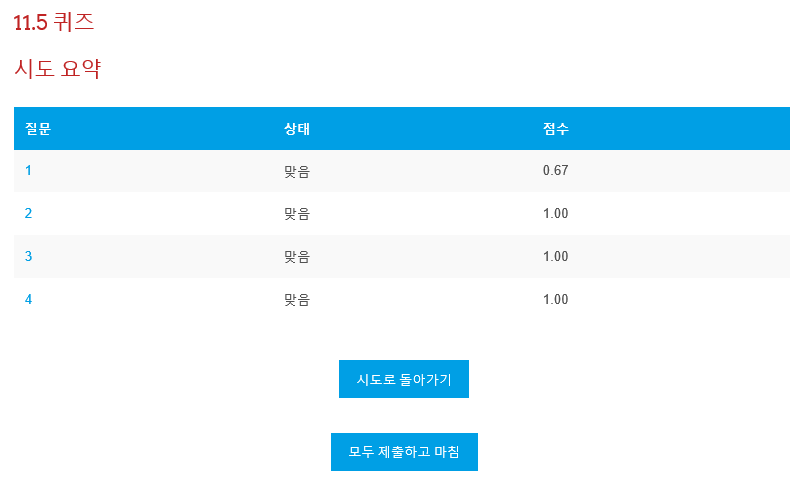 11.5 퀴즈
시도 요약
질문 상태 점수
1 맞음 0.67
2 맞음 1.00
3 맞음 1.00
4 맞음 1.00
시도로 돌아가기
모두 제출하고 마침